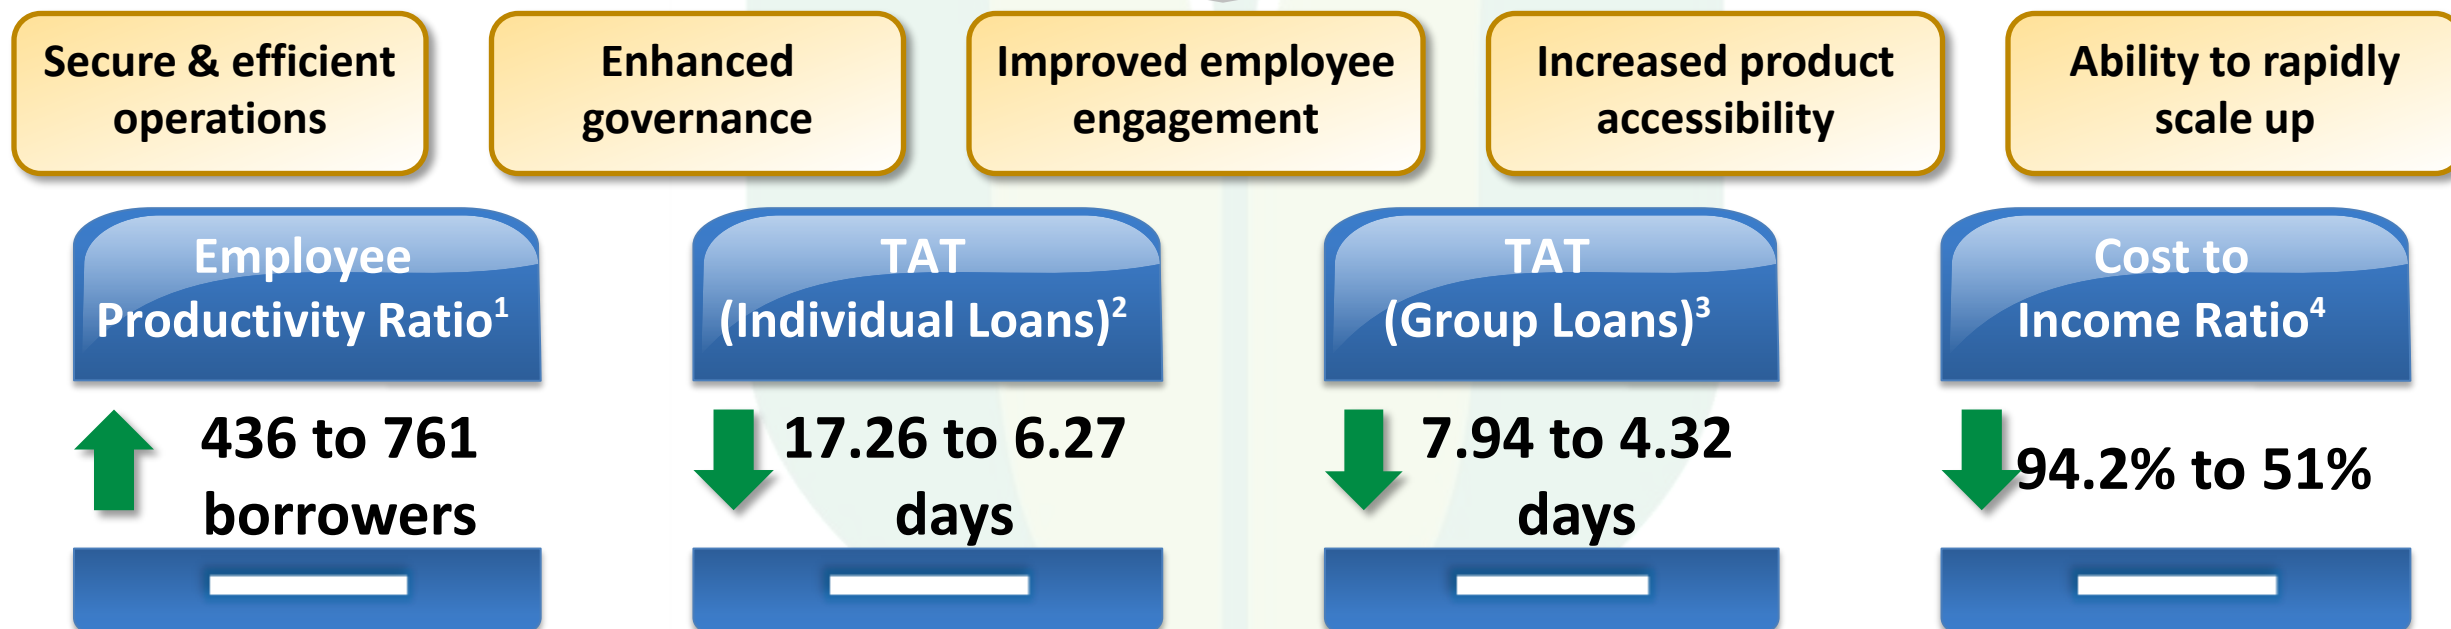 Secure & efficient
operations
Enhanced
governance
Improved employee
engagement
Increased product
accessibility
Ability to rapidly
scale up
Employee
Productivity Ratio¹
TAT
(Individual Loans)²
TAT
(Group Loans)³
Cost to
Income Ratio⁴
436 to 761
borrowers
17.26 to 6.27
days
7.94 to 4.32
days
94.2% to 51%